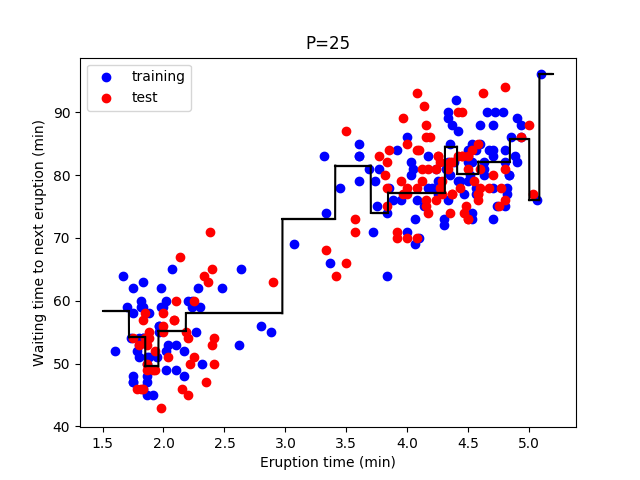 P=25
training
test
90
80
70
60
50
40
Waiting time to next eruption (min)
1.5 2.0 2.5 3.0 3.5 4.0 4.5 5.0
Eruption time (min)